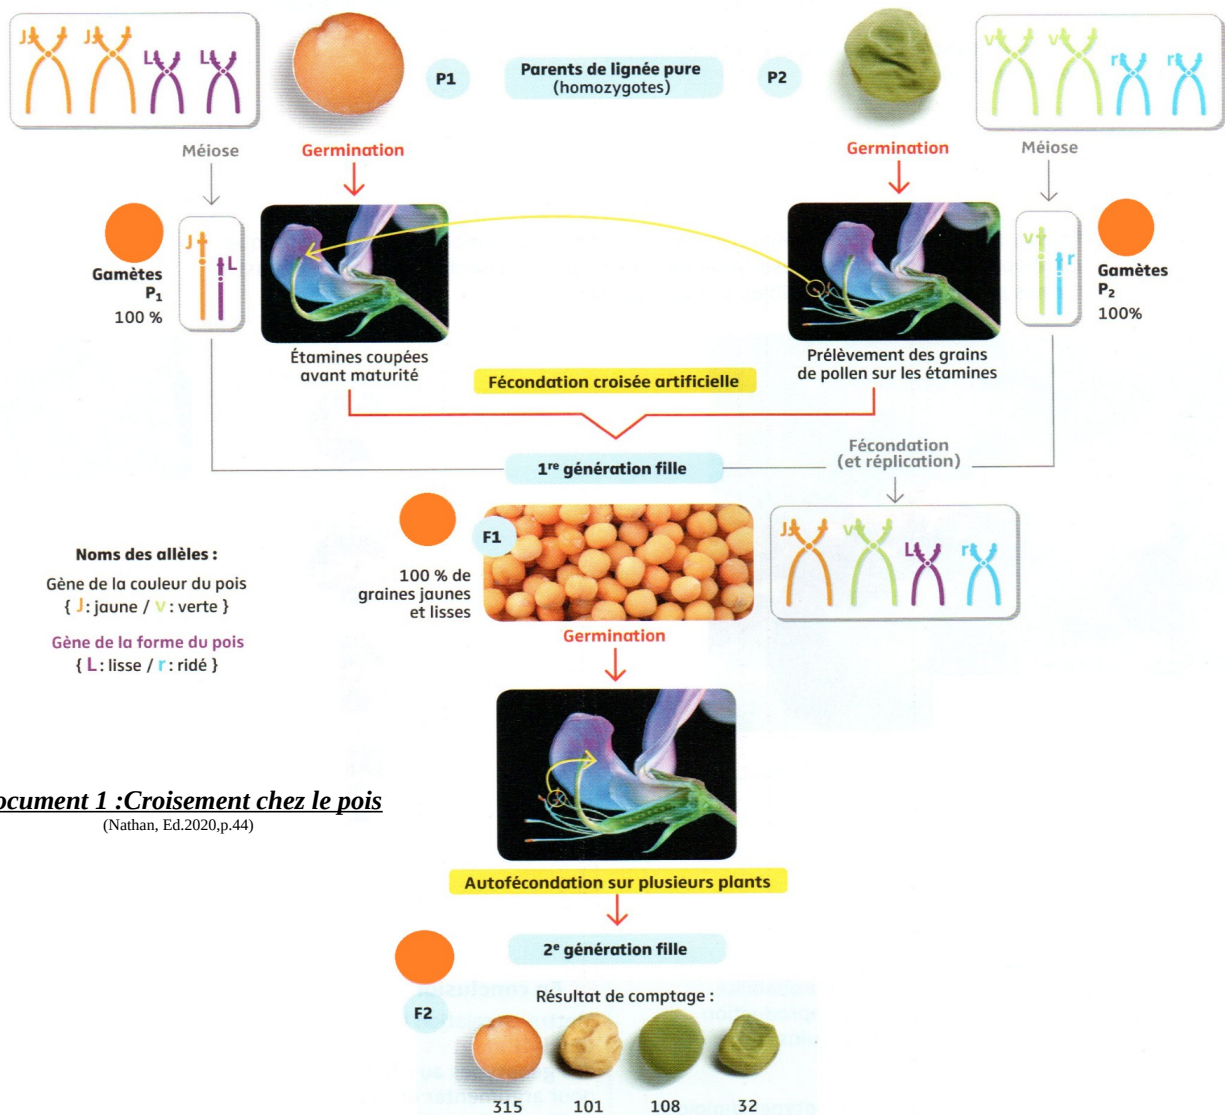 J J L L
P1
Parents de lignée pure
(homozygotes)
P2
v v r r
Méiose
Germination
Germination
Méiose
Gamètes
P1
100 %
J L
v r
Gamètes
P2
100%
Étamines coupées
avant maturité
Prélèvement des grains
de pollen sur les étamines
Fécondation croisée artificielle
1re génération fille
Fécondation
(et réplication)
F1
100 % de
graines jaunes
et lisses
J v L r
Noms des allèles :
Gène de la couleur du pois
{ J : jaune / v : verte }
Gène de la forme du pois
{ L : lisse / r : ridé }
Germination
ocument 1 :Croisement chez le pois
(Nathan, Ed.2020,p.44)
Autofécondation sur plusieurs plants
2e génération fille
F2
Résultat de comptage :
315 101 108 32